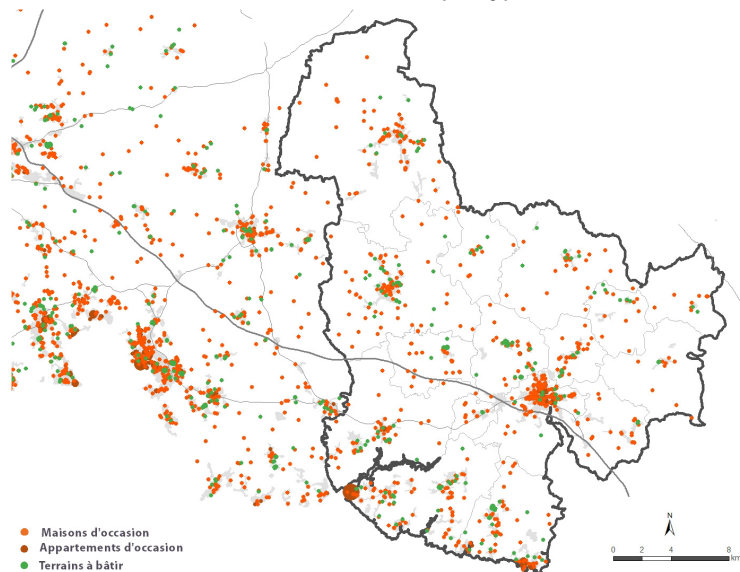 Maisons d'occasion
Appartements d'occasion
Terrains à bâtir
N
0 2 4 8
km